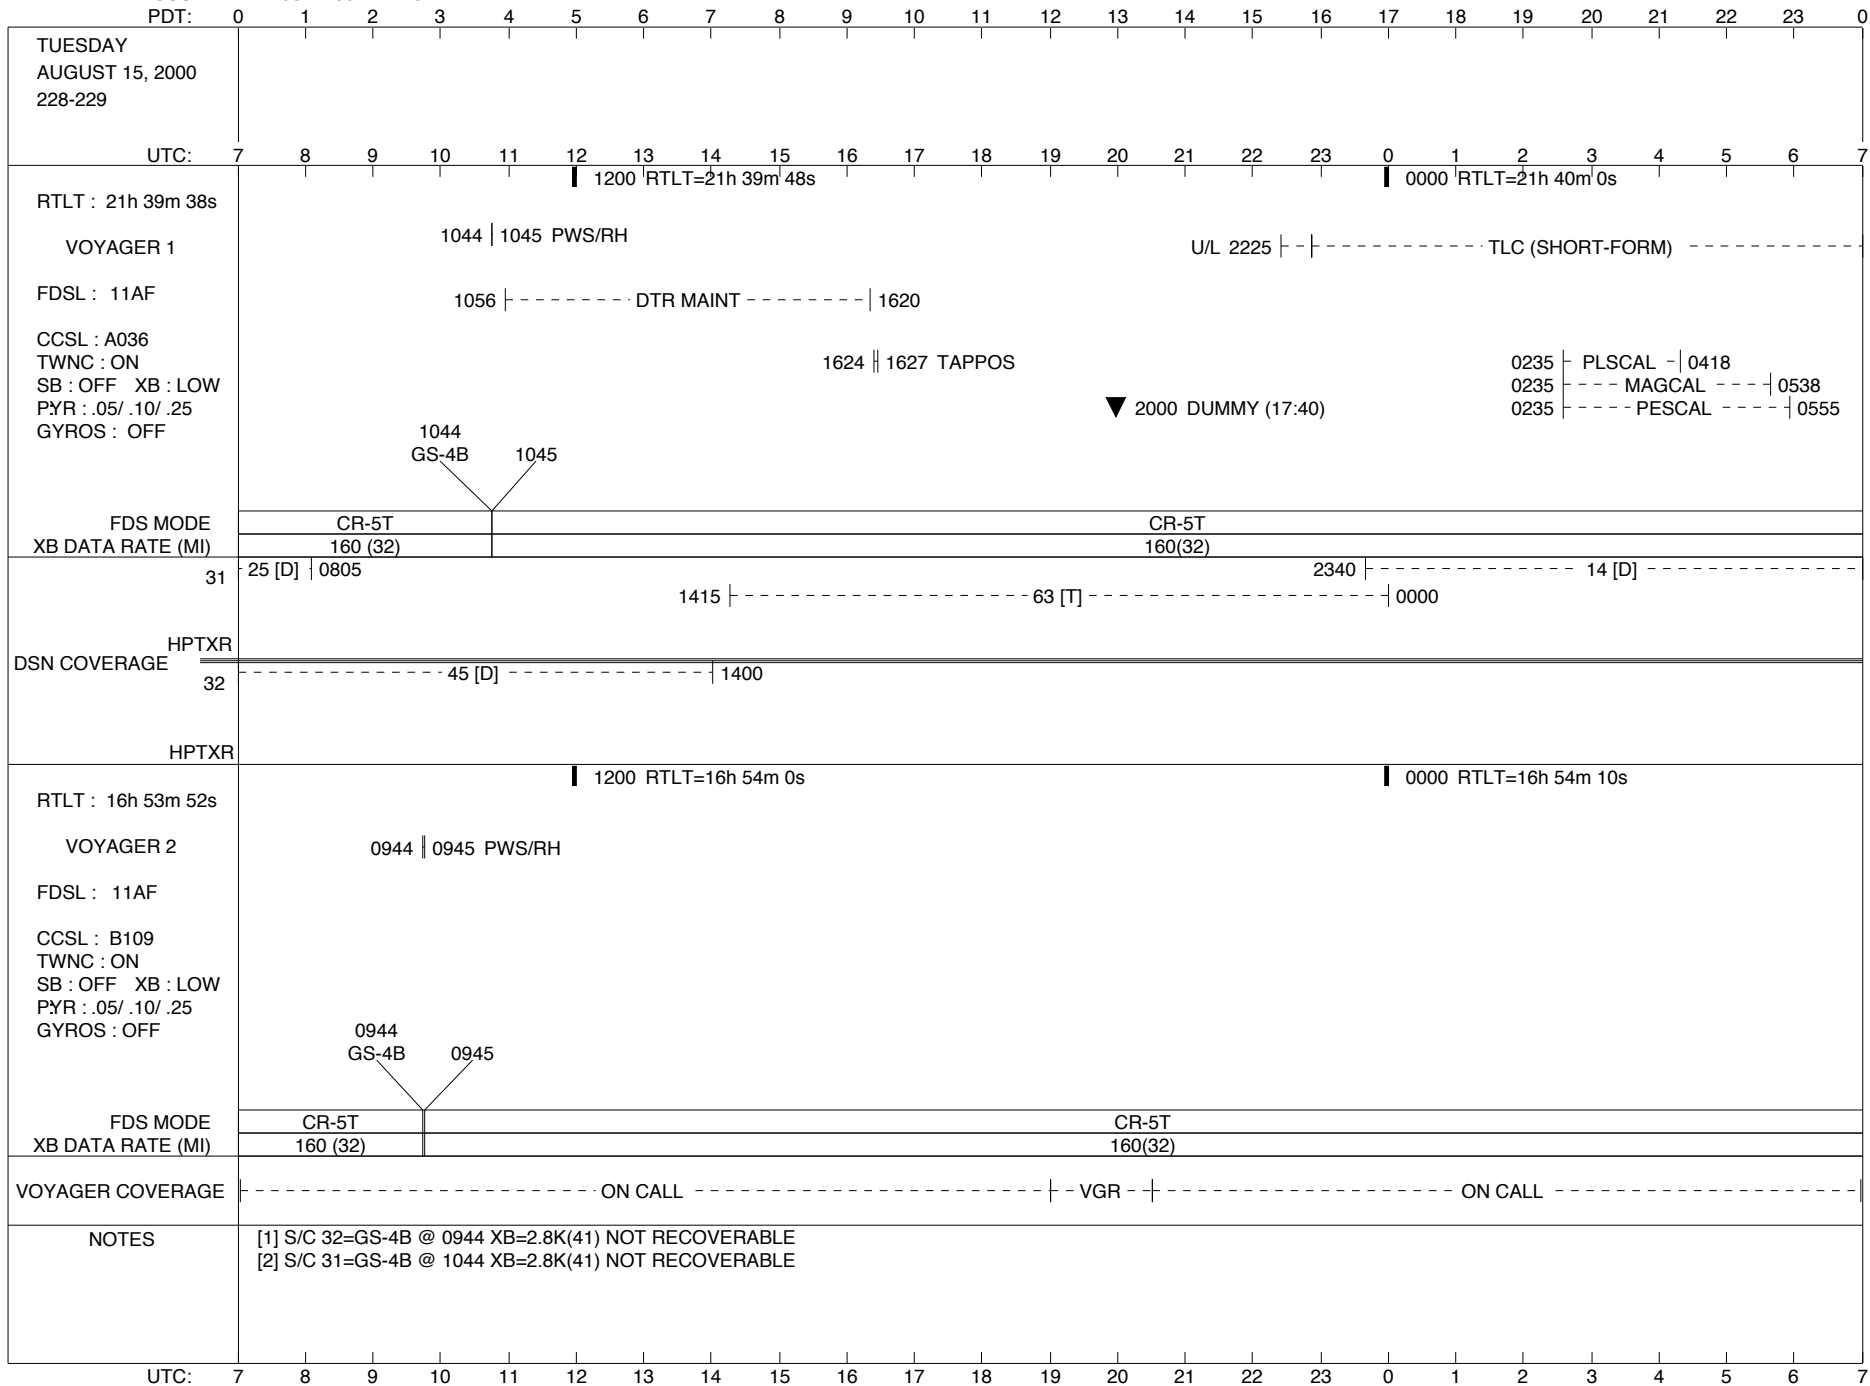 PDT: 0 1 2 3 4 5 6 7 8 9 10 11 12 13 14 15 16 17 18 19 20 21 22 23 0
TUESDAY
AUGUST 15, 2000
228-229
UTC: 7 8 9 10 11 12 13 14 15 16 17 18 19 20 21 22 23 0 1 2 3 4 5 6 7
1200 RTLT=21h 39m 48s 0000 RTLT=21h 40m 0s
RTLT : 21h 39m 38s
1044 1045 PWS/RH
VOYAGER 1 U/L 2225 TLC (SHORT-FORM)
FDSL : 11AF 1056 DTR MAINT 1620
CCSL : A036
TWNC : ON 1624 1627 TAPPOS 0235 PLSCAL 0418
SB : OFF XB : LOW 0235 MAGCAL 0538
P:YR : .05/ .10/ .25 2000 DUMMY (17:40) 0235 PESCAL 0555
GYROS : OFF 1044
GS-4B 1045
FDS MODE CR-5T CR-5T
XB DATA RATE (MI) 160 (32) 160(32)
31 25 [D] 0805 2340 14 [D]
1415 63 [T] 0000
HPTXR
DSN COVERAGE
32 45 [D] 1400
HPTXR
1200 RTLT=16h 54m 0s 0000 RTLT=16h 54m 10s
RTLT : 16h 53m 52s
VOYAGER 2 0944 0945 PWS/RH
FDSL : 11AF
CCSL : B109
TWNC : ON
SB : OFF XB : LOW
P:YR : .05/ .10/ .25
GYROS : OFF 0944
GS-4B 0945
FDS MODE CR-5T CR-5T
XB DATA RATE (MI) 160 (32) 160(32)
VOYAGER COVERAGE ON CALL VGR ON CALL
NOTES [1] S/C 32=GS-4B @ 0944 XB=2.8K(41) NOT RECOVERABLE
[2] S/C 31=GS-4B @ 1044 XB=2.8K(41) NOT RECOVERABLE
UTC: 7 8 9 10 11 12 13 14 15 16 17 18 19 20 21 22 23 0 1 2 3 4 5 6 7